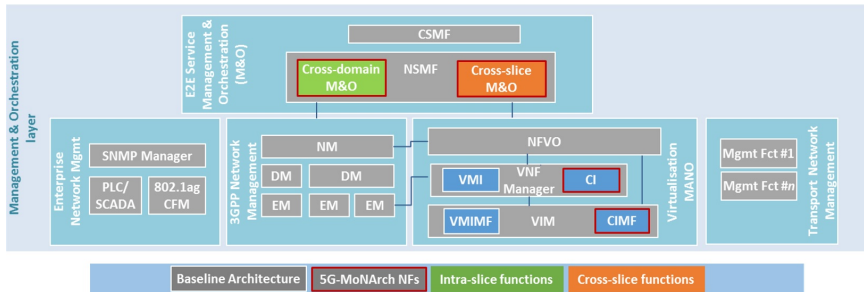 Management & Orchestration
layer
E2E Service
Management &
Orchestration
(M&O)
CSMF
Cross-domain
M&O
NSMF
Cross-slice
M&O
Enterprise
Network Mgmt
SNMP Manager
PLC/
SCADA
802.1ag
CFM
3GPP Network
Management
NM
DM
DM
EM
EM
EM
NFVO
VMI
VNF
Manager
CI
VMIMF
VIM
CIMF
Virtualisation
MANO
Mgmt Fct #1
Mgmt Fct #n
Transport Network
Management
Baseline Architecture
5G-MoNArch NFs
Intra-slice functions
Cross-slice functions